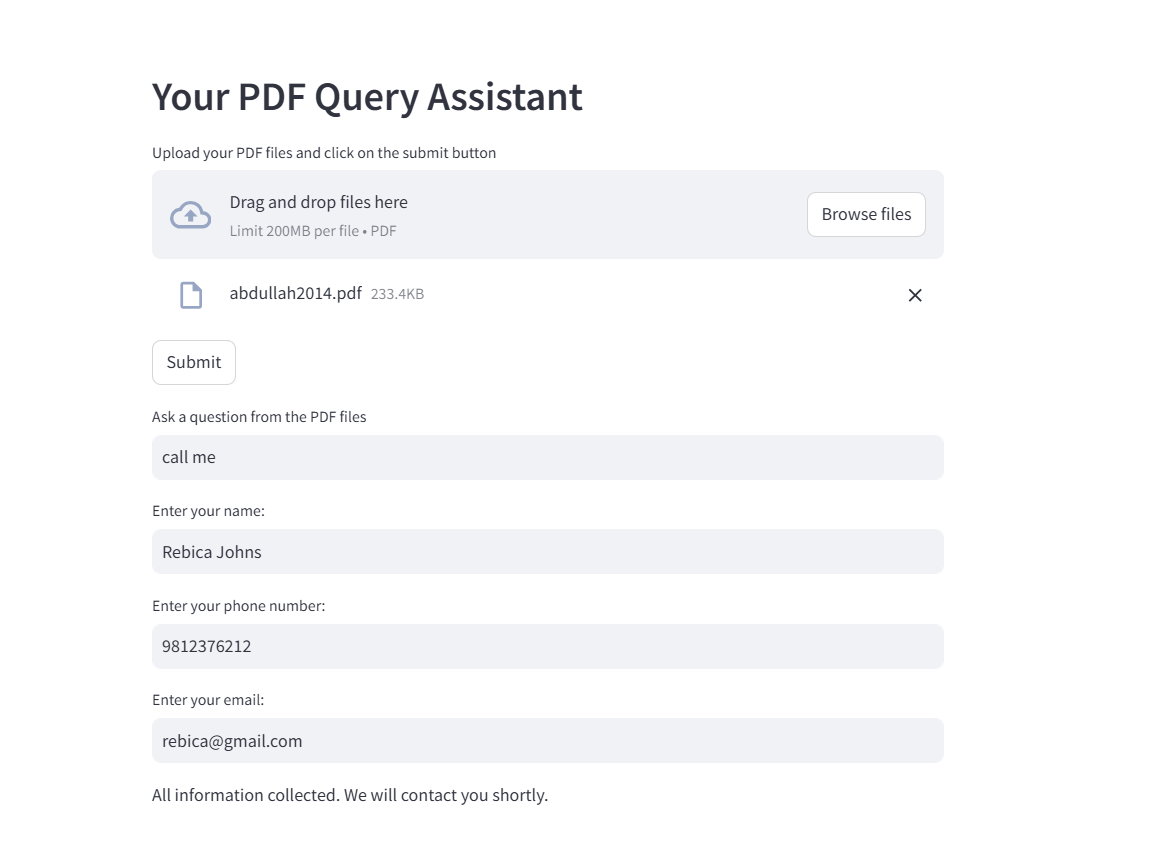 Your PDF Query Assistant
Upload your PDF files and click on the submit button
Drag and drop files here
Limit 200MB per file • PDF
Browse files
abdullah2014.pdf 233.4KB
Submit
Ask a question from the PDF files
call me
Enter your name:
Rebica Johns
Enter your phone number:
9812376212
Enter your email:
rebica@gmail.com
All information collected. We will contact you shortly.